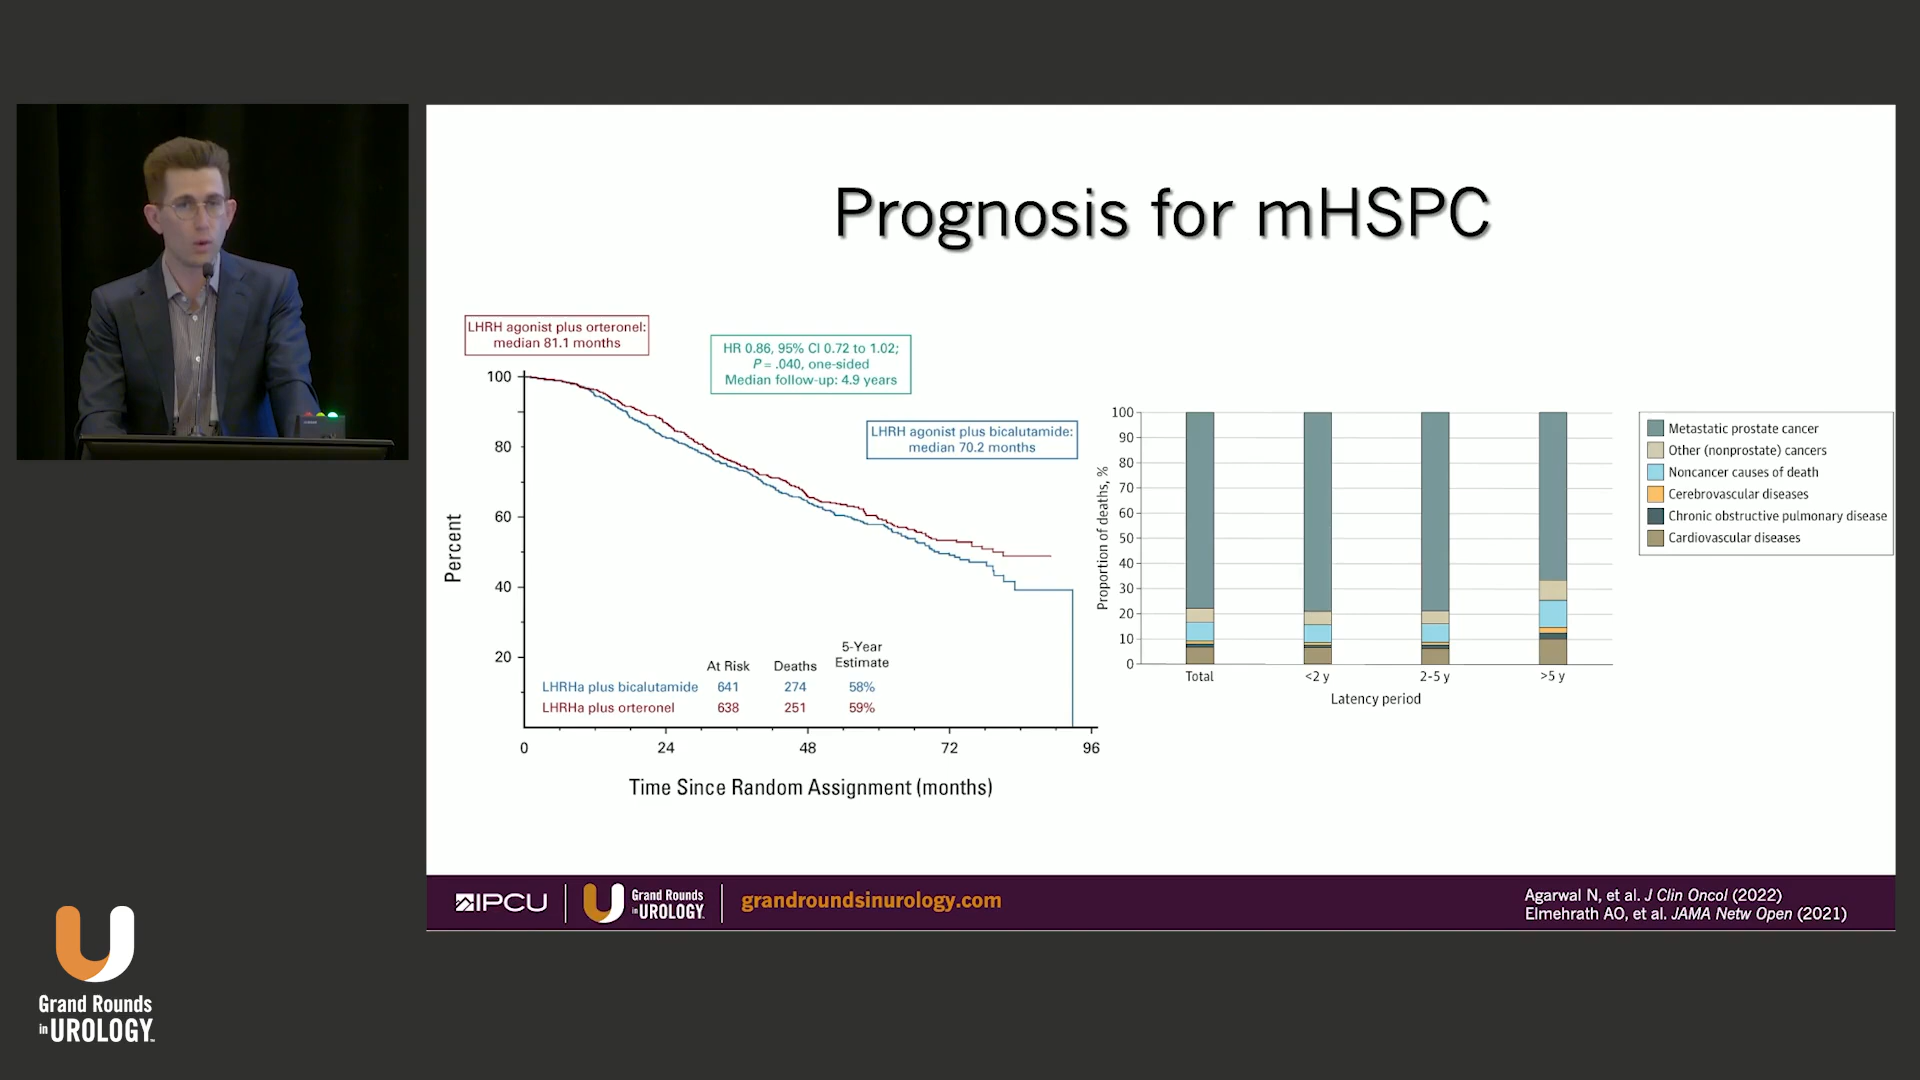 Prognosis for mHSPC
LHRH agonist plus orteronel:
median 81.1 months
HR 0.86, 95% CI 0.72 to 1.02;
P = .040, one-sided
Median follow-up: 4.9 years
LHRH agonist plus bicalutamide:
median 70.2 months
Percent
100
80
60
40
20
At Risk Deaths 5-Year Estimate
LHRHa plus bicalutamide 641 274 58%
LHRHa plus orteronel 638 251 59%
0 24 48 72 96
Time Since Random Assignment (months)
Proportion of deaths, %
100
90
80
70
60
50
40
30
20
10
0
Total <2 y 2-5 y >5 y
Latency period
Metastatic prostate cancer
Other (nonprostate) cancers
Noncancer causes of death
Cerebrovascular diseases
Chronic obstructive pulmonary disease
Cardiovascular diseases
IPCU
Grand Rounds
in UROLOGY
grandroundsinurology.com
Agarwal N, et al. J Clin Oncol (2022)
Elmehrath AO, et al. JAMA Netw Open (2021)
Grand Rounds
in UROLOGY